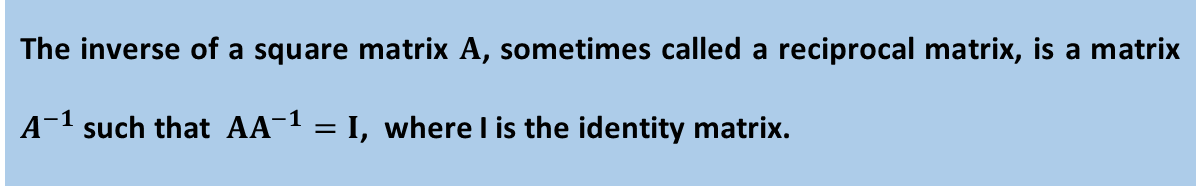 The inverse of a square matrix A, sometimes called a reciprocal matrix, is a matrix
A⁻¹ such that AA⁻¹ = I, where I is the identity matrix.